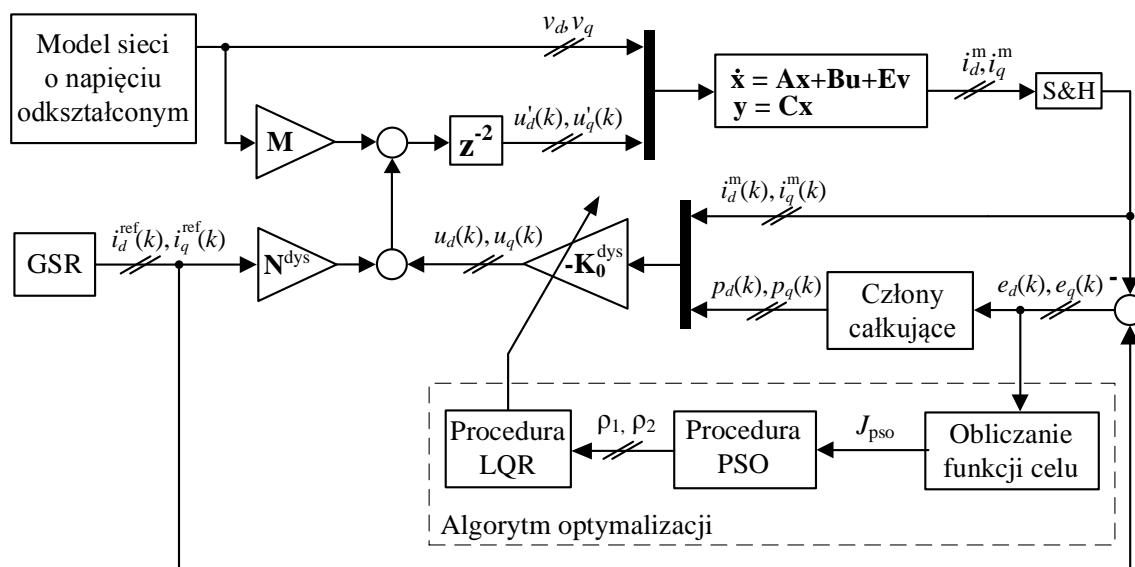 Model sieci
o napięciu
odkształconym
v_d,v_q
ẋ = Ax+Bu+Ev
y = Cx
i_d^m,i_q^m
S&H
M
z^-2
u'_d(k),u'_q(k)
i_d^m(k),i_q^m(k)
GSR
i_d^ref(k),i_q^ref(k)
N^dys
u_d(k),u_q(k)
-K_0^dys
p_d(k),p_q(k)
Człony
całkujące
e_d(k),e_q(k)
-
Procedura
LQR
ρ_1, ρ_2
Procedura
PSO
J_pso
Obliczanie
funkcji celu
Algorytm optymalizacji